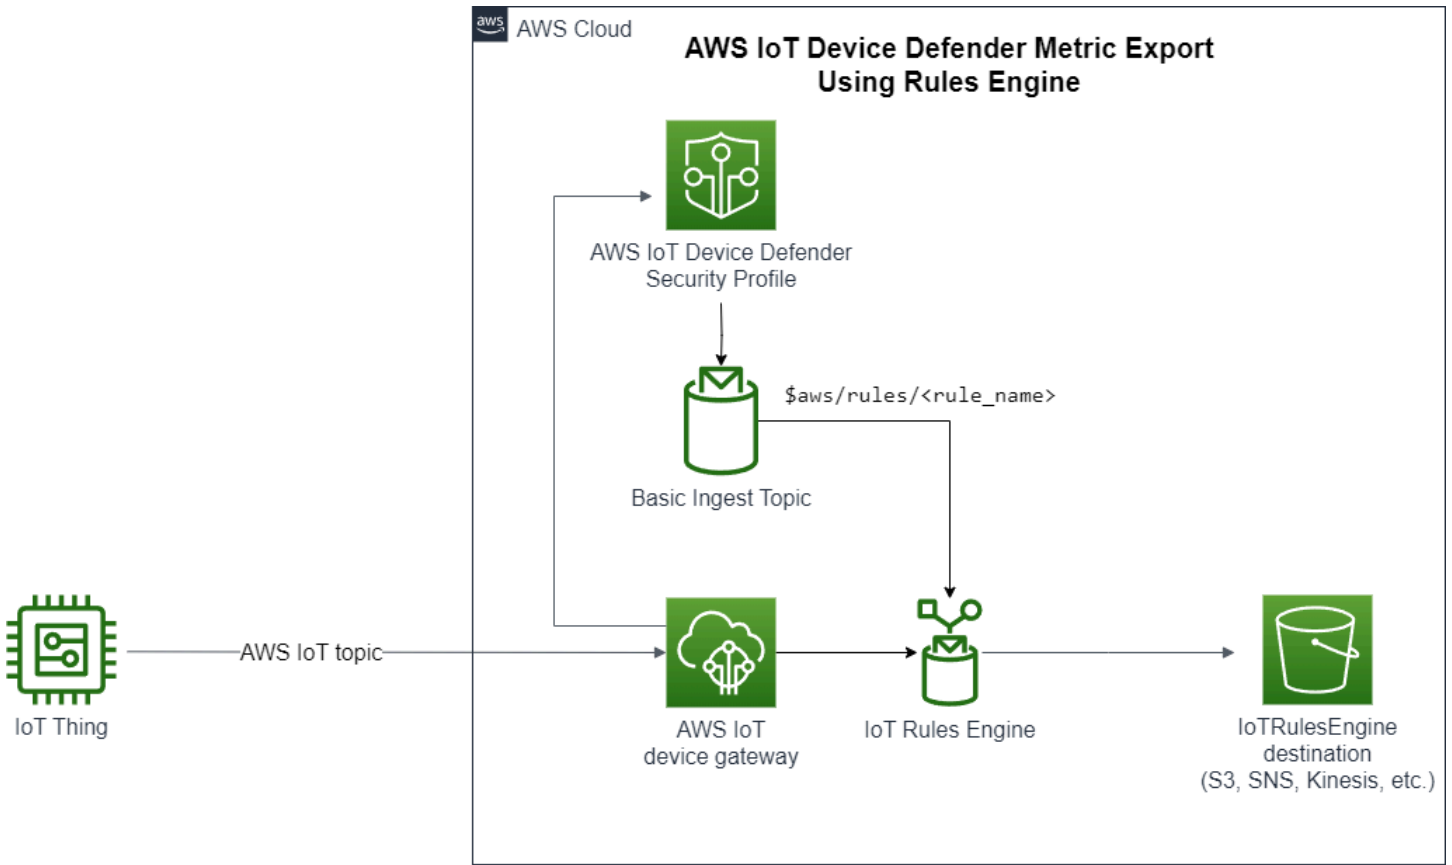 aws
AWS Cloud
AWS IoT Device Defender Metric Export
Using Rules Engine
AWS IoT Device Defender
Security Profile
$aws/rules/<rule_name>
Basic Ingest Topic
AWS IoT topic
IoT Thing
AWS IoT
device gateway
IoT Rules Engine
IoTRulesEngine
destination
(S3, SNS, Kinesis, etc.)